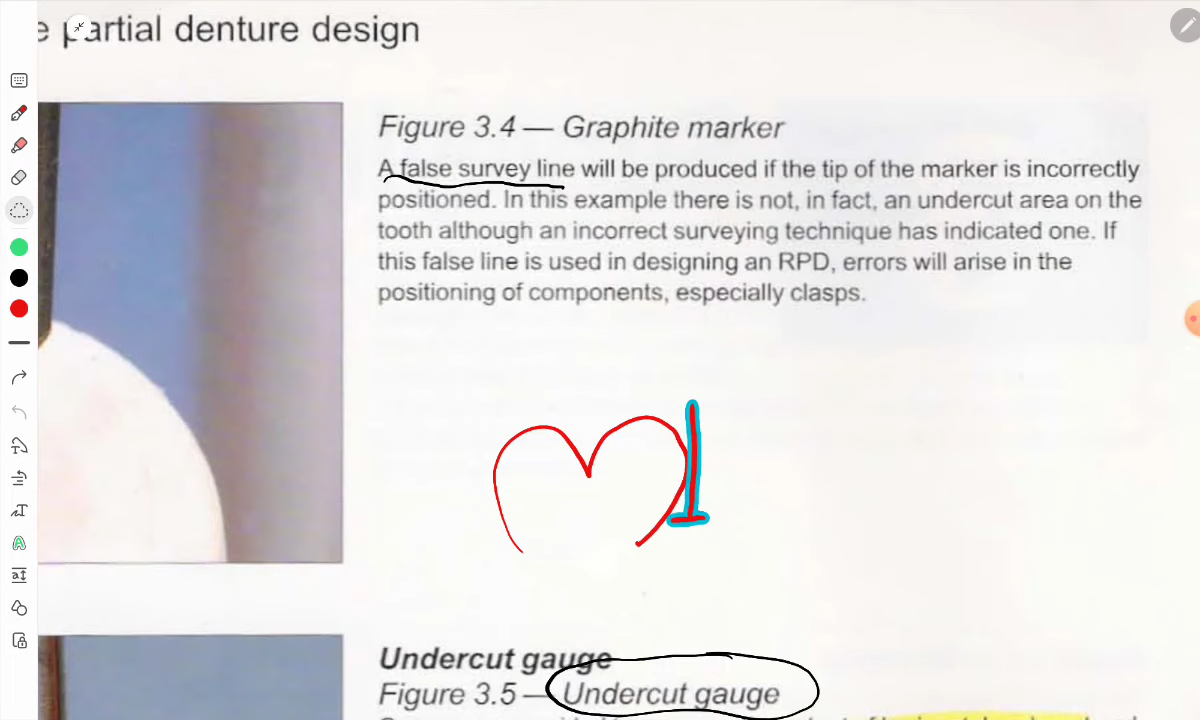 partial denture design
Figure 3.4 — Graphite marker
A false survey line will be produced if the tip of the marker is incorrectly
positioned. In this example there is not, in fact, an undercut area on the
tooth although an incorrect surveying technique has indicated one. If
this false line is used in designing an RPD, errors will arise in the
positioning of components, especially clasps.
Undercut gauge
Figure 3.5 — Undercut gauge